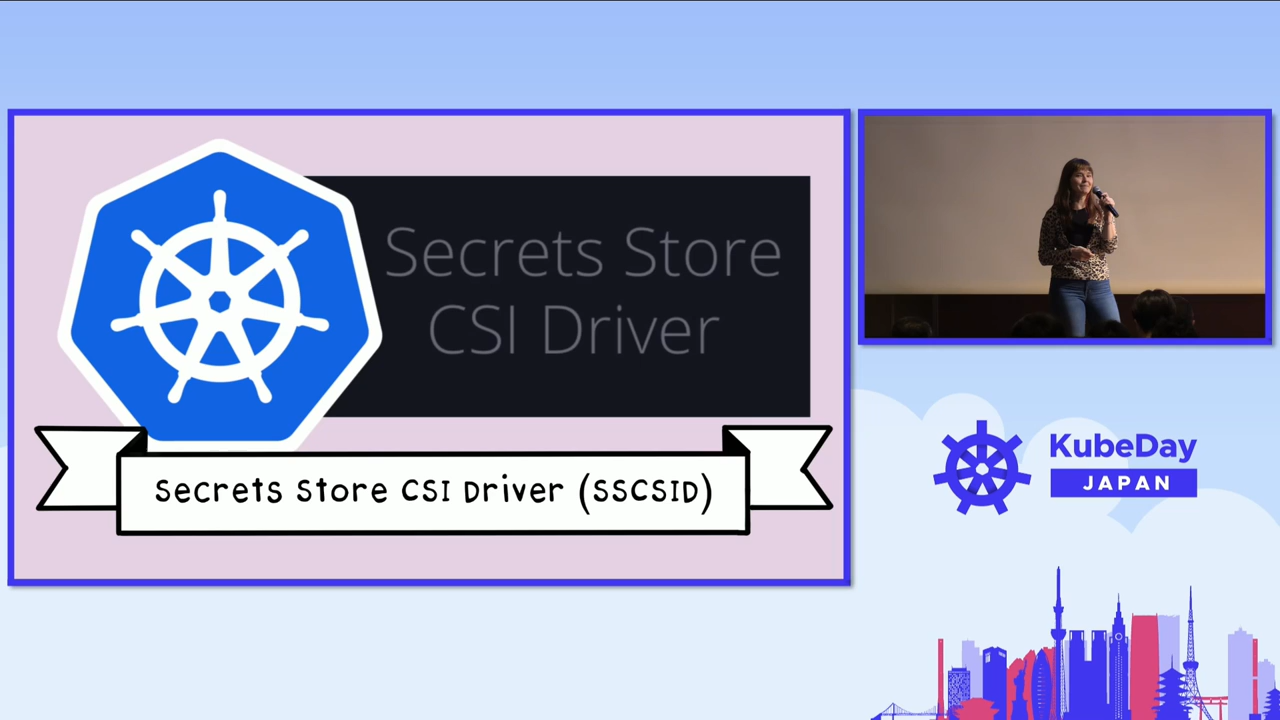 Secrets Store
CSI Driver
Secrets Store CSI Driver (SSCSID)
KubeDay
JAPAN